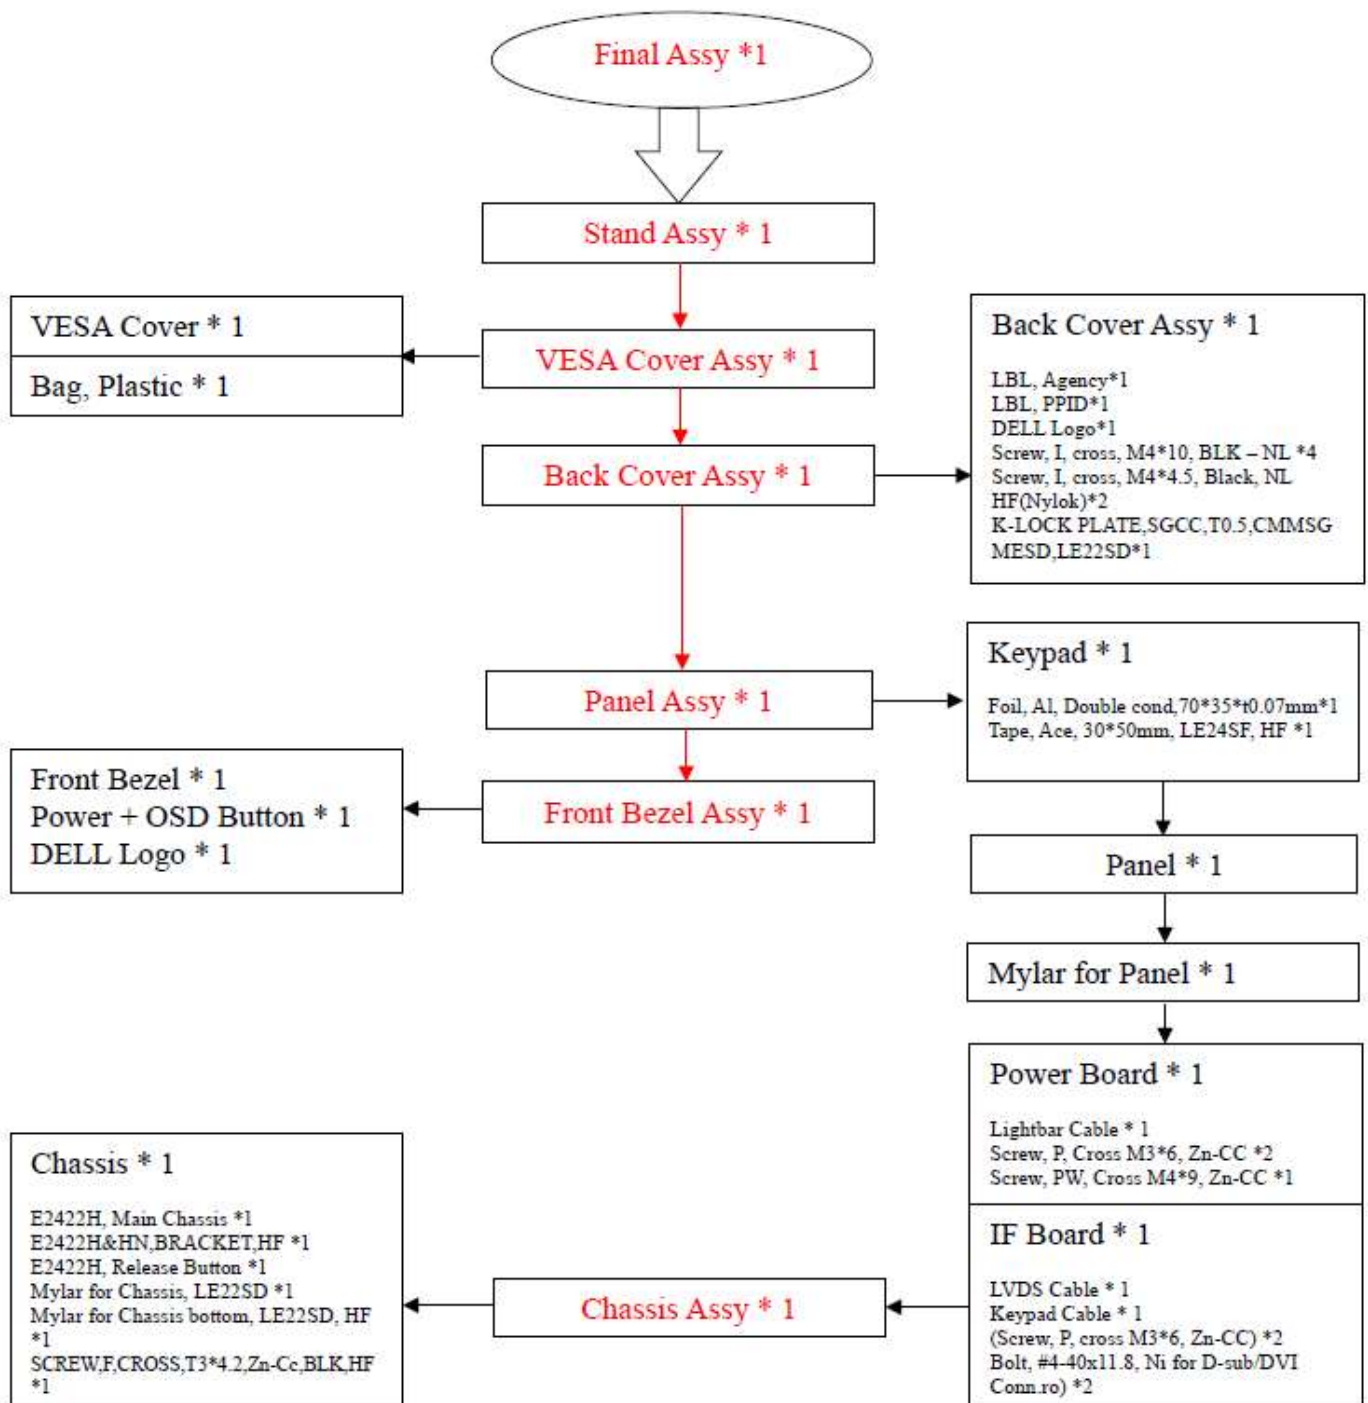 Final Assy *1
Stand Assy * 1
VESA Cover * 1
Bag, Plastic * 1
VESA Cover Assy * 1
Back Cover Assy * 1
Back Cover Assy * 1
LBL, Agency*1
LBL, PPID*1
DELL Logo*1
Screw, I, cross, M4*10, BLK – NL *4
Screw, I, cross, M4*4.5, Black, NL
HF(Nylok)*2
K-LOCK PLATE,SGCC,T0.5,CMMSG
MESD,LE22SD*1
Panel Assy * 1
Keypad * 1
Foil, Al, Double cond,70*35*t0.07mm*1
Tape, Ace, 30*50mm, LE24SF, HF *1
Front Bezel * 1
Power + OSD Button * 1
DELL Logo * 1
Front Bezel Assy * 1
Panel * 1
Mylar for Panel * 1
Power Board * 1
Lightbar Cable * 1
Screw, P, Cross M3*6, Zn-CC *2
Screw, PW, Cross M4*9, Zn-CC *1
IF Board * 1
LVDS Cable * 1
Keypad Cable * 1
(Screw, P, cross M3*6, Zn-CC) *2
Bolt, #4-40x11.8, Ni for D-sub/DVI
Conn.ro) *2
Chassis Assy * 1
Chassis * 1
E2422H, Main Chassis *1
E2422H&HN,BRACKET,HF *1
E2422H, Release Button *1
Mylar for Chassis, LE22SD *1
Mylar for Chassis bottom, LE22SD, HF
*1
SCREW,F,CROSS,T3*4.2,Zn-Cc,BLK,HF
*1